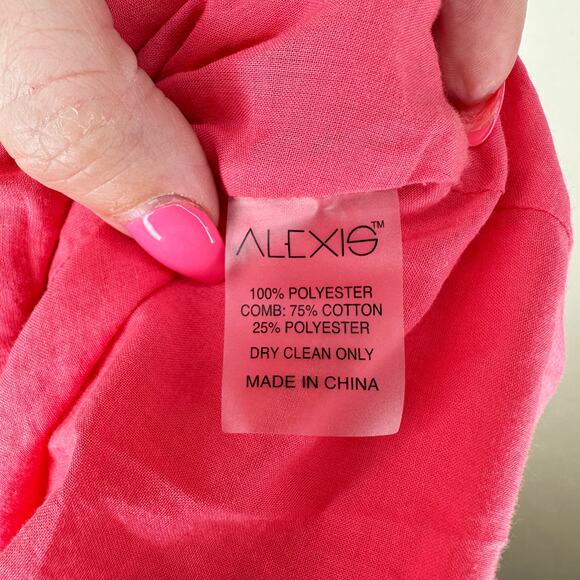 ALEXIS™
100% POLYESTER
COMB: 75% COTTON
25% POLYESTER
DRY CLEAN ONLY
MADE IN CHINA